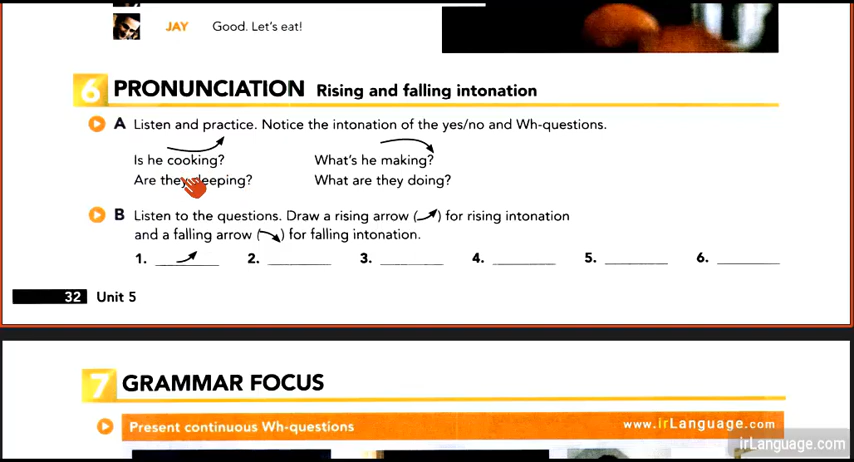 JAY Good. Let's eat!
6 PRONUNCIATION Rising and falling intonation
A Listen and practice. Notice the intonation of the yes/no and Wh-questions.
Is he cooking? What's he making?
Are they sleeping? What are they doing?
B Listen to the questions. Draw a rising arrow ( ) for rising intonation
and a falling arrow ( ) for falling intonation.
1. 2. 3. 4. 5. 6.
32 Unit 5
7 GRAMMAR FOCUS
Present continuous Wh-questions www.irLanguage.com
irLanguage.com